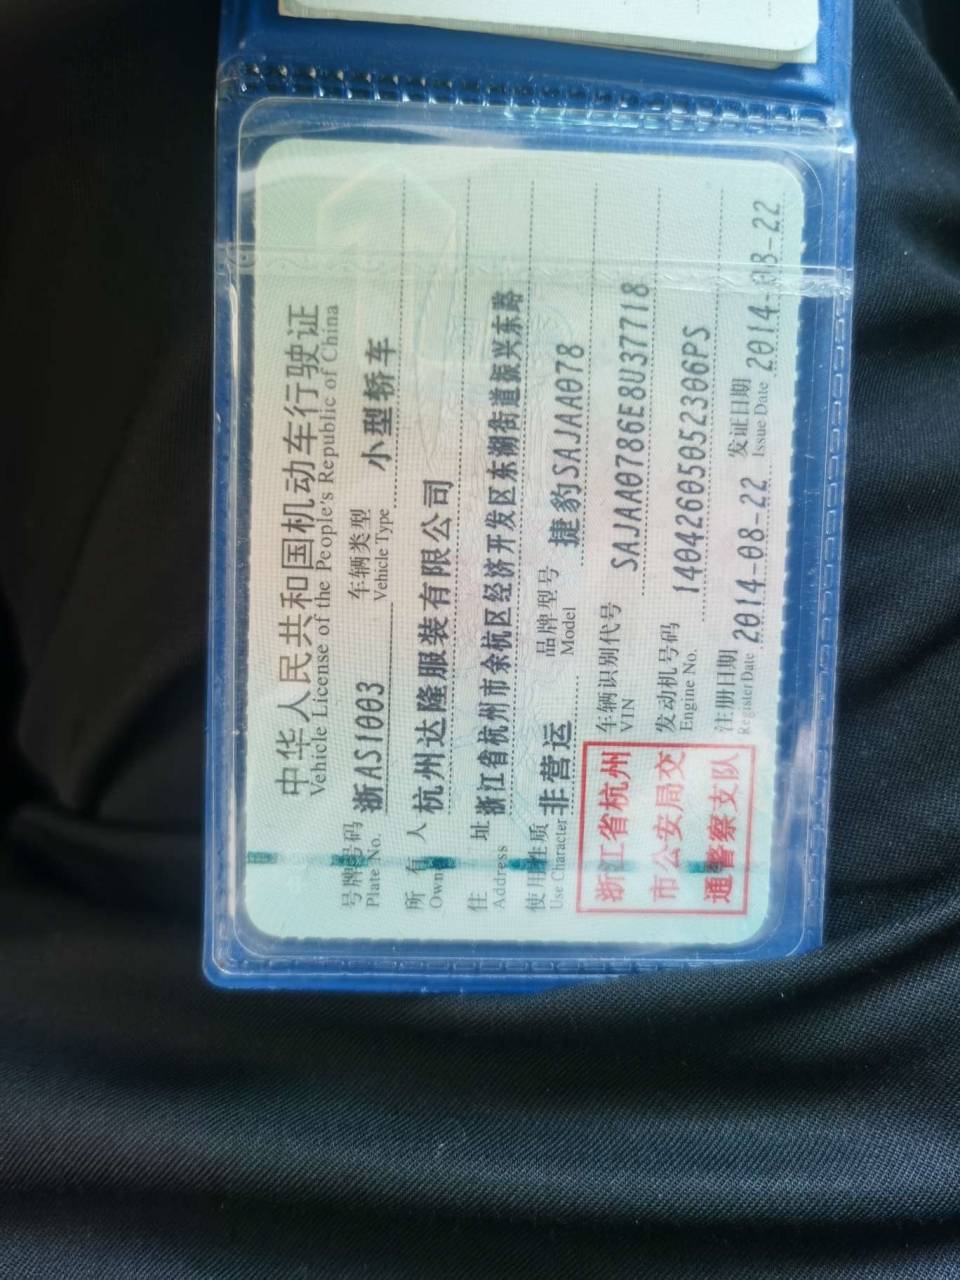 中华人民共和国机动车行驶证
Vehicle License of the People's Republic of China
号牌号码 浙AS1003 车辆类型 小型轿车
Plate No. Vehicle Type
所有人 杭州达隆服装有限公司
Owner
住址 浙江省杭州市余杭区经济开发区东湖街道振兴东路
Address
使用性质 非营运 品牌型号 捷豹SAJAA078
Use Character Model
浙江省杭州
市公安局交
通警察支队
车辆识别代号 SAJAA0786E8U37718
VIN
发动机号码 14042605052306PS
Engine No.
注册日期 2014-08-22 发证日期 2014-08-22
Register Date Issue Date